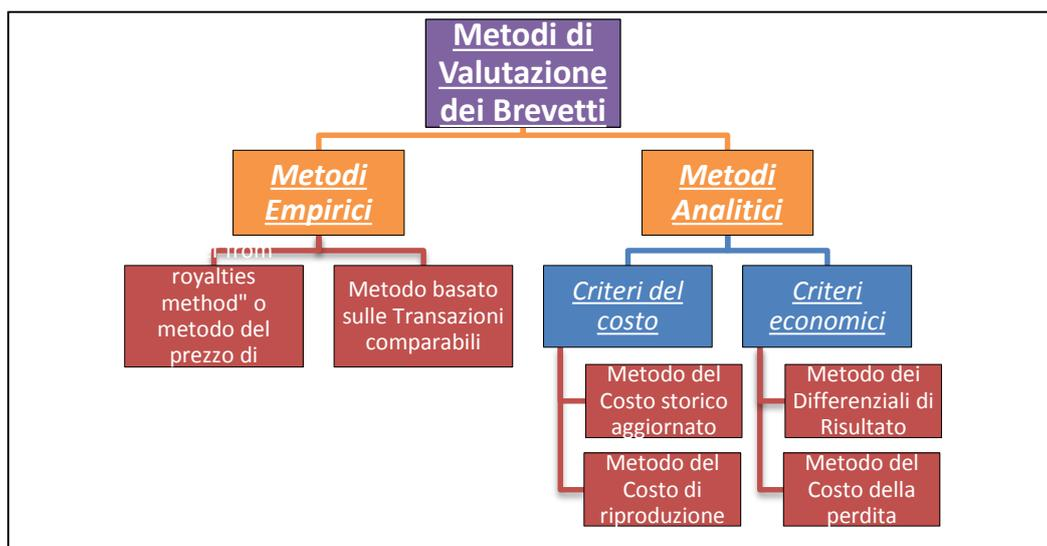 Metodi di
Valutazione
dei Brevetti
Metodi
Empirici
Metodi
Analitici
from
royalties
method" o
metodo del
prezzo di
Metodo basato
sulle Transazioni
comparabili
Criteri del
costo
Criteri
economici
Metodo del
Costo storico
aggiornato
Metodo dei
Differenziali di
Risultato
Metodo del
Costo di
riproduzione
Metodo del
Costo della
perdita